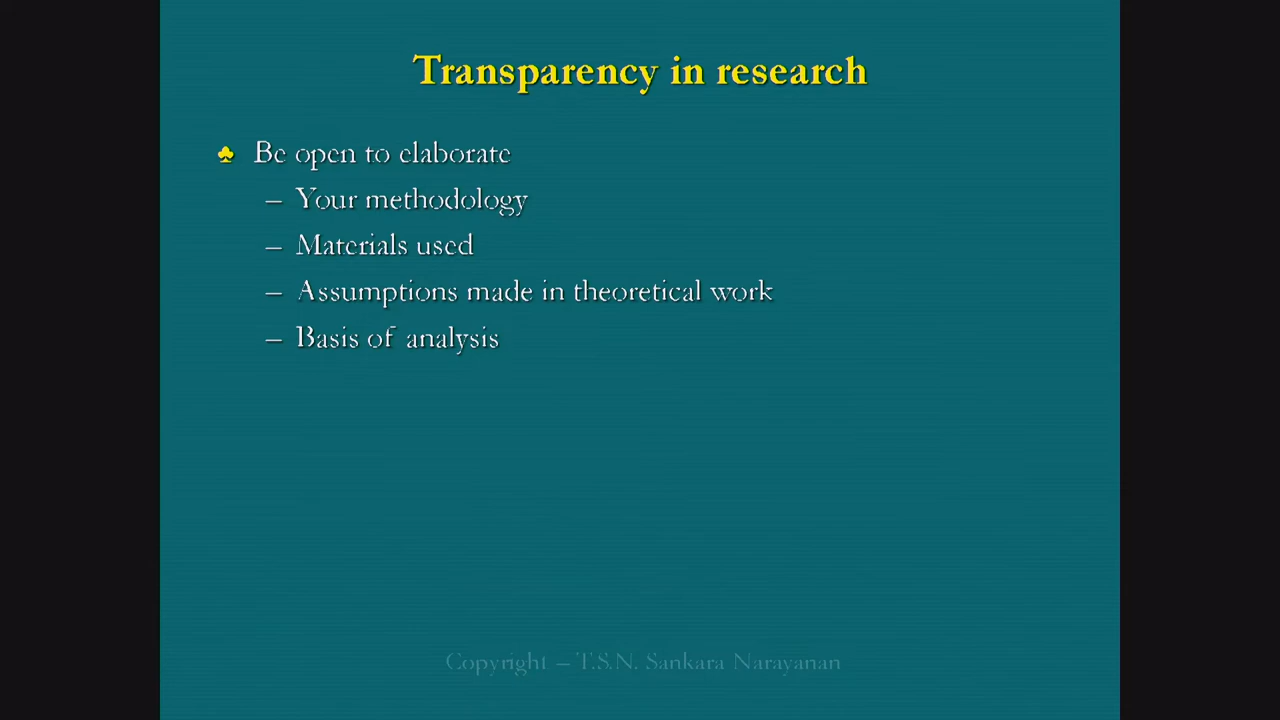 Transparency in research
♣ Be open to elaborate
– Your methodology
– Materials used
– Assumptions made in theoretical work
– Basis of analysis
Copyright – T.S.N. Sankara Narayanan